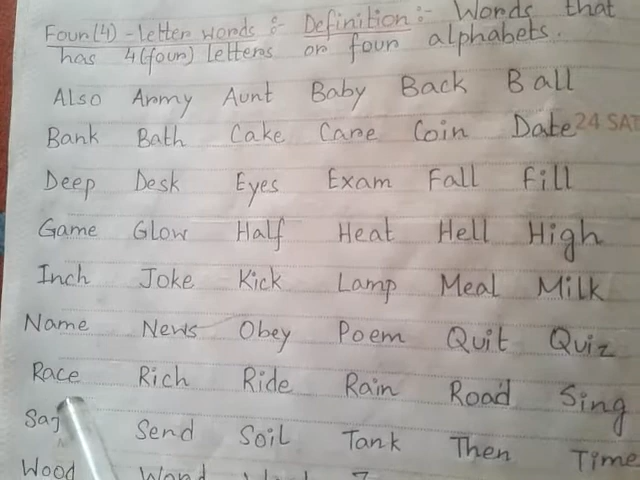 Four(4)-letter words :- Definition :- Words that
has 4(four) letters or four alphabets.
Also Army Aunt Baby Back Ball
Bank Bath Cake Care Coin Date 24 SAT
Deep Desk Eyes Exam Fall Fill
Game Glow Half Heat Hell High
Inch Joke Kick Lamp Meal Milk
Name News Obey Poem Quit Quiz
Race Rich Ride Rain Road Sing
Send Soil Tank Then Time
Wood